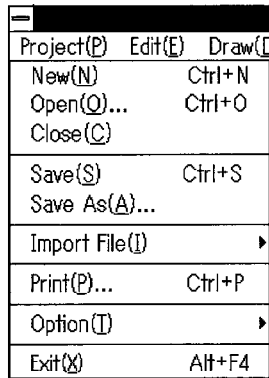 Project(P) Edit(E) Draw(D
New(N) Ctrl+N
Open(O)... Ctrl+O
Close(C)
Save(S) Ctrl+S
Save As(A)...
Import File(I)
Print(P)... Ctrl+P
Option(T)
Exit(X) Alt+F4